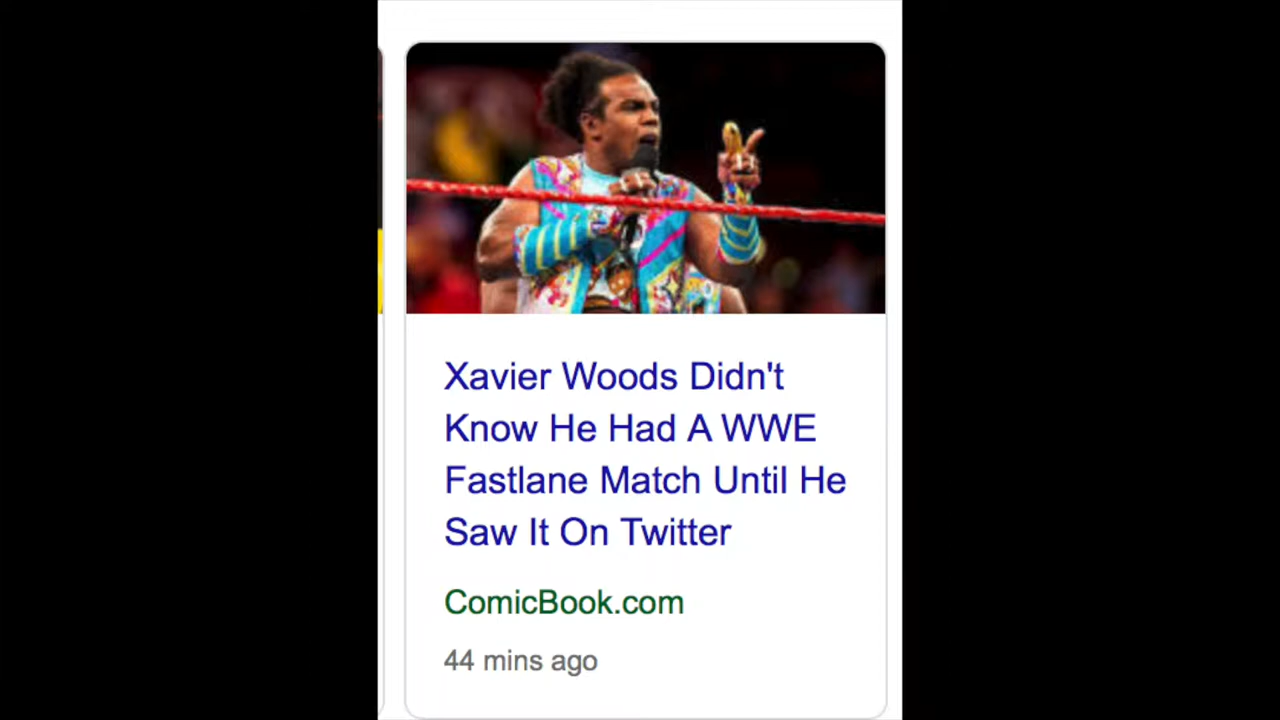 Xavier Woods Didn't
Know He Had A WWE
Fastlane Match Until He
Saw It On Twitter
ComicBook.com
44 mins ago